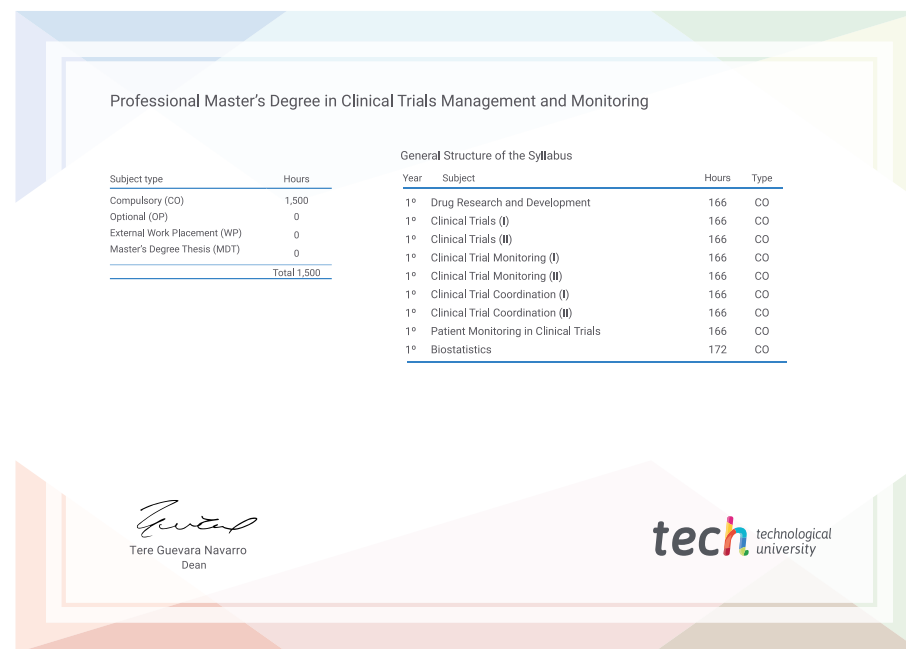 Professional Master's Degree in Clinical Trials Management and Monitoring
Subject type Hours
Compulsory (CO) 1,500
Optional (OP) 0
External Work Placement (WP) 0
Master's Degree Thesis (MDT) 0
Total 1,500
General Structure of the Syllabus
Year Subject Hours Type
1º Drug Research and Development 166 CO
1º Clinical Trials (I) 166 CO
1º Clinical Trials (II) 166 CO
1º Clinical Trial Monitoring (I) 166 CO
1º Clinical Trial Monitoring (II) 166 CO
1º Clinical Trial Coordination (I) 166 CO
1º Clinical Trial Coordination (II) 166 CO
1º Patient Monitoring in Clinical Trials 166 CO
1º Biostatistics 172 CO
Tere Guevara Navarro
Dean
tech technological
university